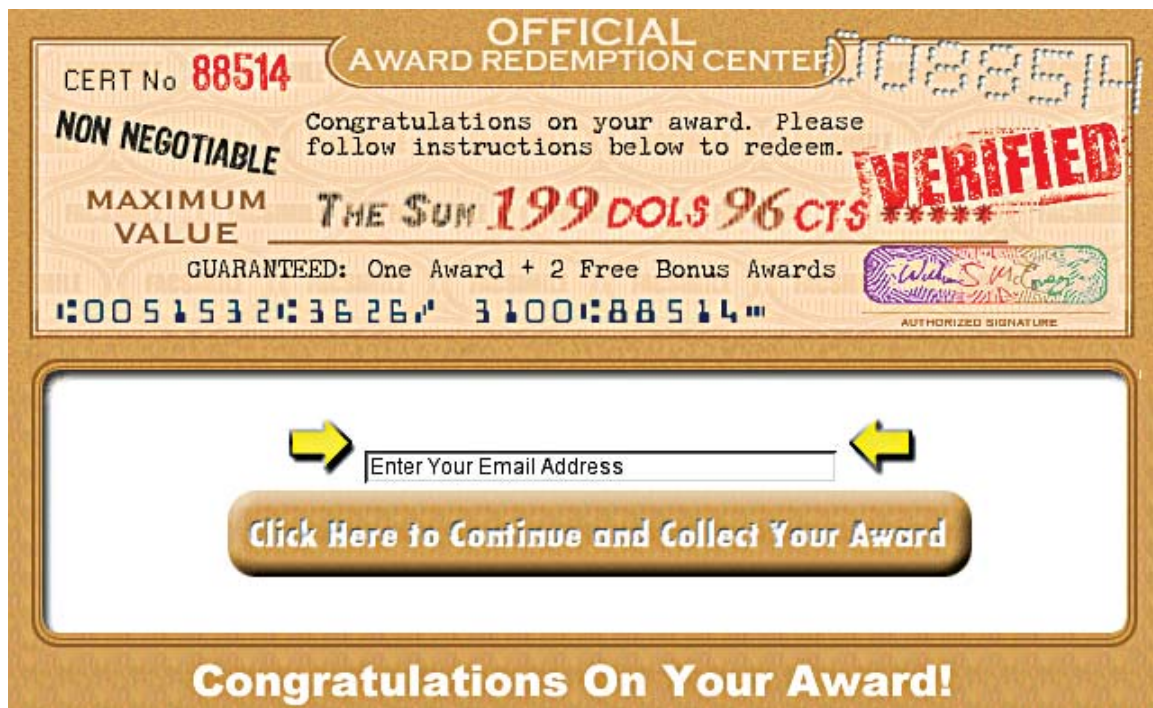 OFFICIAL
AWARD REDEMPTION CENTER
CERT No 88514
0088514
NON NEGOTIABLE
Congratulations on your award. Please
follow instructions below to redeem.
VERIFIED
MAXIMUM
VALUE
THE SUM 199 DOLS 96 CTS *****
GUARANTEED: One Award + 2 Free Bonus Awards
⑆0051532⑆3626⑈ 3100⑆88514⑉
AUTHORIZED SIGNATURE
Enter Your Email Address
Click Here to Continue and Collect Your Award
Congratulations On Your Award!